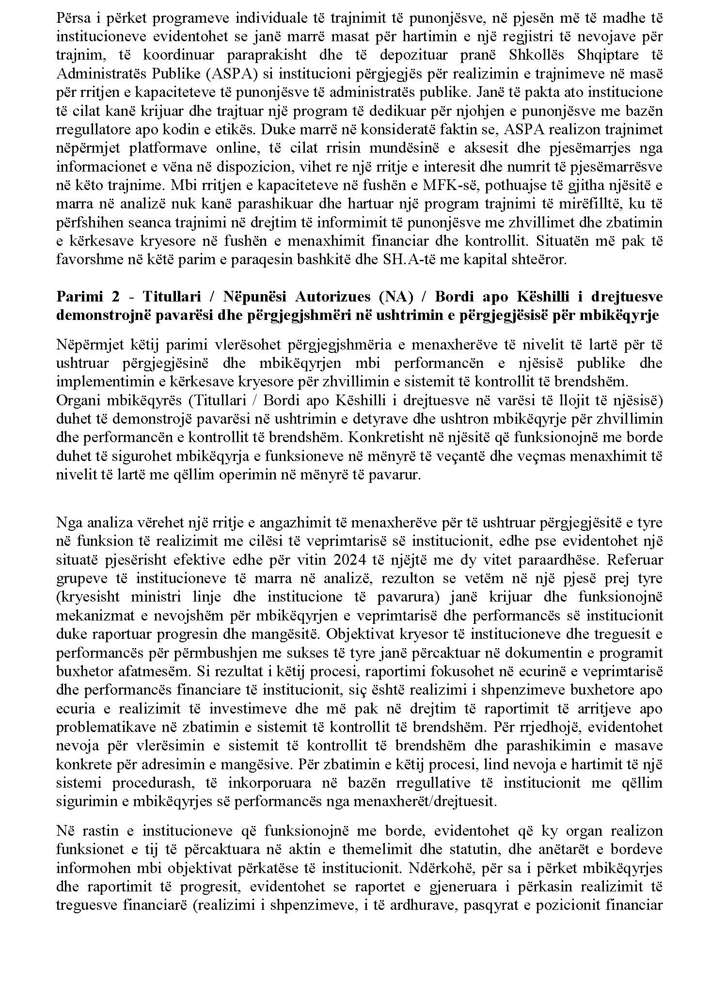 Përsa i përket programeve individuale të trajnimit të punonjësve, në pjesën më të madhe të
institucioneve evidentohet se janë marrë masat për hartimin e një regjistri të nevojave për
trajnim, të koordinuar paraprakisht dhe të depozituar pranë Shkollës Shqiptare të
Administratës Publike (ASPA) si institucioni përgjegjës për realizimin e trajnimeve në masë
për rritjen e kapaciteteve të punonjësve të administratës publike. Janë të pakta ato institucione
të cilat kanë krijuar dhe trajtuar një program të dedikuar për njohjen e punonjësve me bazën
rregullatore apo kodin e etikës. Duke marrë në konsideratë faktin se, ASPA realizon trajnimet
nëpërmjet platformave online, të cilat rrisin mundësinë e aksesit dhe pjesëmarrjes nga
informacionet e vëna në dispozicion, vihet re një rritje e interesit dhe numrit të pjesëmarrësve
në këto trajnime. Mbi rritjen e kapaciteteve në fushën e MFK-së, pothuajse të gjitha njësitë e
marra në analizë nuk kanë parashikuar dhe hartuar një program trajnimi të mirëfilltë, ku të
përfshihen seanca trajnimi në drejtim të informimit të punonjësve me zhvillimet dhe zbatimin
e kërkesave kryesore në fushën e menaxhimit financiar dhe kontrollit. Situatën më pak të
favorshme në këtë parim e paraqesin bashkitë dhe SH.A-të me kapital shteëror.
Parimi 2 - Titullari / Nëpunësi Autorizues (NA) / Bordi apo Këshilli i drejtuesve
demonstrojnë pavarësi dhe përgjegjshmëri në ushtrimin e përgjegjësisë për mbikëqyrje
Nëpërmjet këtij parimi vlerësohet përgjegjshmëria e menaxherëve të nivelit të lartë për të
ushtruar përgjegjësinë dhe mbikëqyrjen mbi performancën e njësisë publike dhe
implementimin e kërkesave kryesore për zhvillimin e sistemit të kontrollit të brendshëm.
Organi mbikëqyrës (Titullari / Bordi apo Këshilli i drejtuesve në varësi të llojit të njësisë)
duhet të demonstrojë pavarësi në ushtrimin e detyrave dhe ushtron mbikëqyrje për zhvillimin
dhe performancën e kontrollit të brendshëm. Konkretisht në njësitë që funksionojnë me borde
duhet të sigurohet mbikëqyrja e funksioneve në mënyrë të veçantë dhe veçmas menaxhimit të
nivelit të lartë me qëllim operimin në mënyrë të pavarur.
Nga analiza vërehet një rritje e angazhimit të menaxherëve për të ushtruar përgjegjësitë e tyre
në funksion të realizimit me cilësi të veprimtarisë së institucionit, edhe pse evidentohet një
situatë pjesërisht efektive edhe për vitin 2024 të njëjtë me dy vitet paraardhëse. Referuar
grupeve të institucioneve të marra në analizë, rezulton se vetëm në një pjesë prej tyre
(kryesisht ministri linje dhe institucione të pavarura) janë krijuar dhe funksionojnë
mekanizmat e nevojshëm për mbikëqyrjen e veprimtarisë dhe performancës së institucionit
duke raportuar progresin dhe mangësitë. Objektivat kryesor të institucioneve dhe treguesit e
performancës për përmbushjen me sukses të tyre janë përcaktuar në dokumentin e programit
buxhetor afatmesëm. Si rezultat i këtij procesi, raportimi fokusohet në ecurinë e veprimtarisë
dhe performancës financiare të institucionit, siç është realizimi i shpenzimeve buxhetore apo
ecuria e realizimit të investimeve dhe më pak në drejtim të raportimit të arritjeve apo
problematikave në zbatimin e sistemit të kontrollit të brendshëm. Për rrjedhojë, evidentohet
nevoja për vlerësimin e sistemit të kontrollit të brendshëm dhe parashikimin e masave
konkrete për adresimin e mangësive. Për zbatimin e këtij procesi, lind nevoja e hartimit të një
sistemi procedurash, të inkorporuara në bazën rregullative të institucionit me qëllim
sigurimin e mbikëqyrjes së performancës nga menaxherët/drejtuesit.
Në rastin e institucioneve që funksionojnë me borde, evidentohet që ky organ realizon
funksionet e tij të përcaktuara në aktin e themelimit dhe statutin, dhe anëtarët e bordeve
informohen mbi objektivat përkatëse të institucionit. Ndërkohë, për sa i përket mbikëqyrjes
dhe raportimit të progresit, evidentohet se raportet e gjeneruara i përkasin realizimit të
treguesve financiarë (realizimi i shpenzimeve, i të ardhurave, pasqyrat e pozicionit financiar